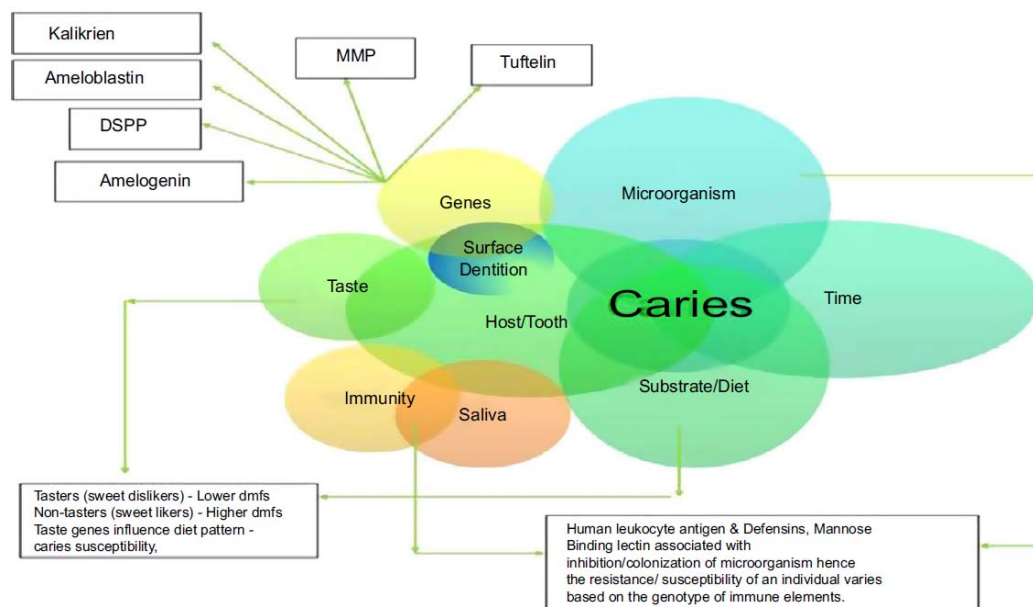 Kalikrien
MMP
Tuftelin
Ameloblastin
DSPP
Amelogenin
Genes
Microorganism
Surface
Dentition
Taste
Host/Tooth
Caries
Time
Immunity
Saliva
Substrate/Diet
Tasters (sweet dislikers) - Lower dmfs
Non-tasters (sweet likers) - Higher dmfs
Taste genes influence diet pattern -
caries susceptibility,
Human leukocyte antigen & Defensins, Mannose
Binding lectin associated with
inhibition/colonization of microorganism hence
the resistance/ susceptibility of an individual varies
based on the genotype of immune elements.